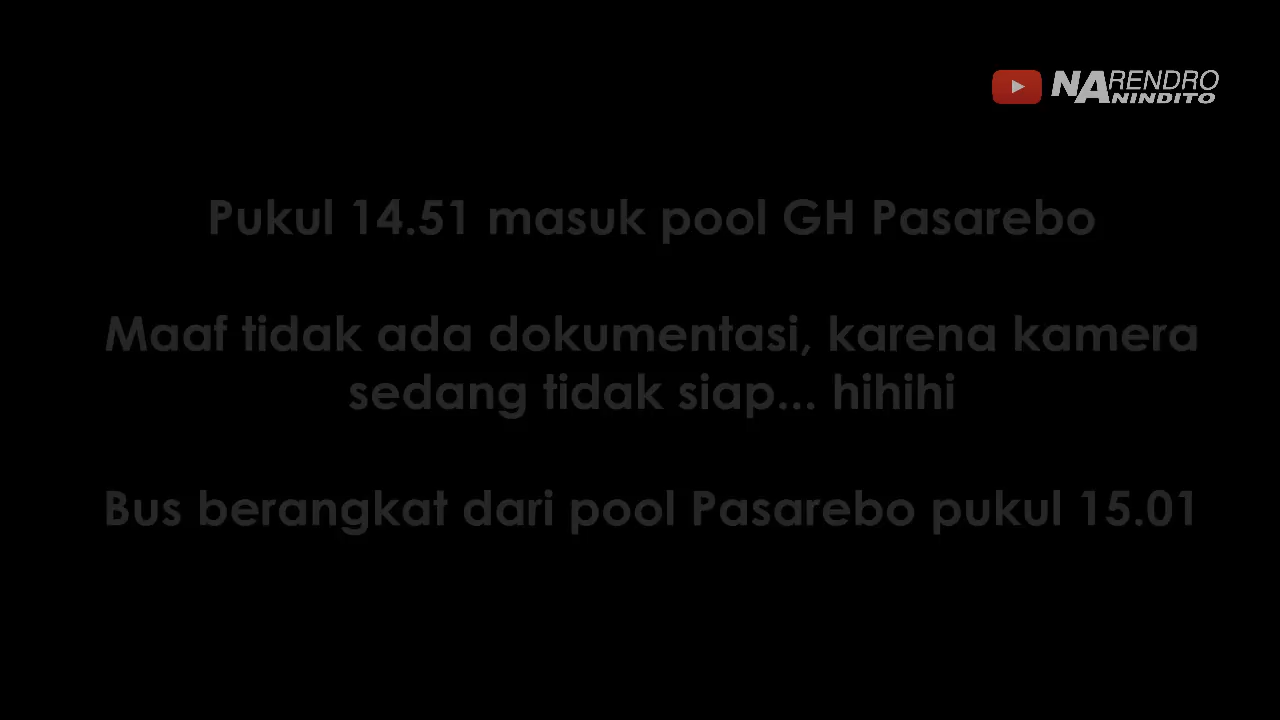 NARENDRO
ANINDITO
Pukul 14.51 masuk pool GH Pasarebo
Maaf tidak ada dokumentasi, karena kamera
sedang tidak siap... hihihi
Bus berangkat dari pool Pasarebo pukul 15.01